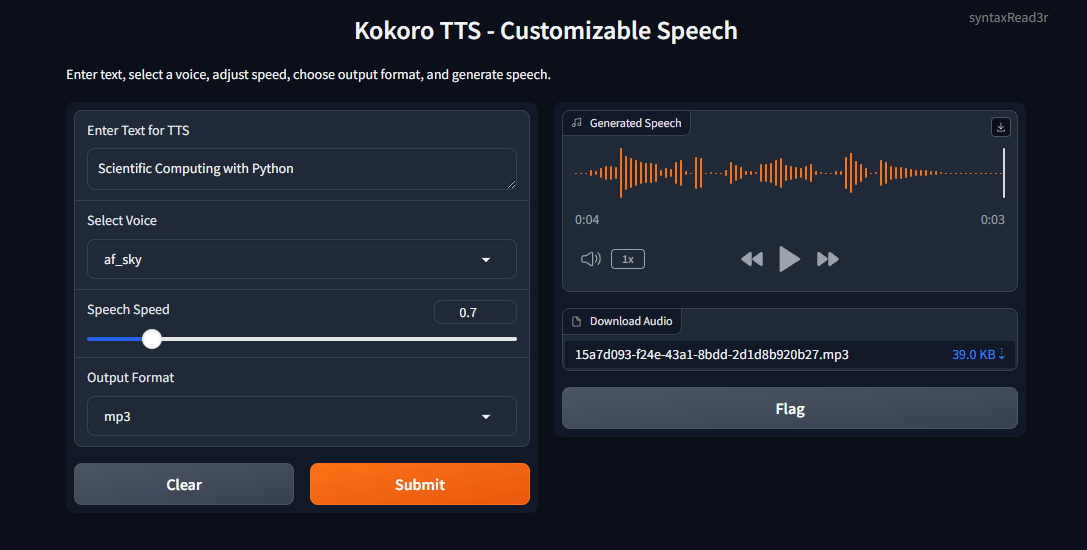 syntaxRead3r
Kokoro TTS - Customizable Speech
Enter text, select a voice, adjust speed, choose output format, and generate speech.
Enter Text for TTS
Scientific Computing with Python
Select Voice
af_sky
Speech Speed
0.7
Output Format
mp3
Clear
Submit
Generated Speech
0:04
0:03
1x
Download Audio
15a7d093-f24e-43a1-8bdd-2d1d8b920b27.mp3
39.0 KB ⇣
Flag